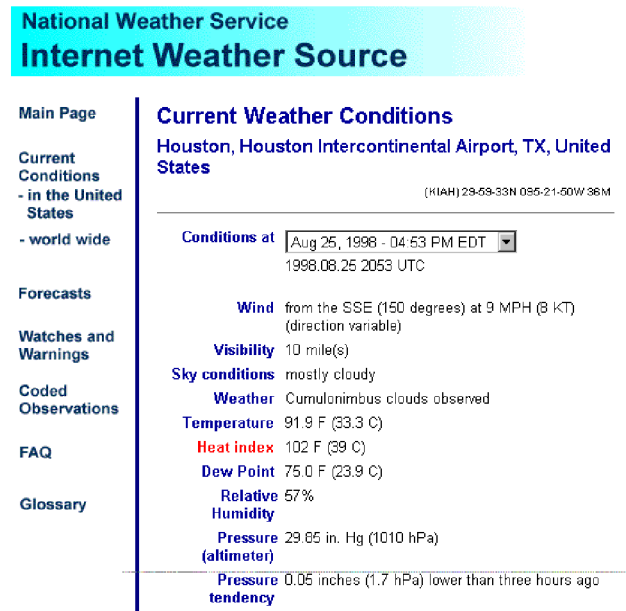 National Weather Service
Internet Weather Source
Main Page
Current
Conditions
- in the United
States
- world wide
Forecasts
Watches and
Warnings
Coded
Observations
FAQ
Glossary
Current Weather Conditions
Houston, Houston Intercontinental Airport, TX, United
States
(KIAH) 29-59-33N 095-21-50W 36M
Conditions at Aug 25, 1998 - 04:53 PM EDT
1998.08.25 2053 UTC
Wind from the SSE (150 degrees) at 9 MPH (8 KT)
(direction variable)
Visibility 10 mile(s)
Sky conditions mostly cloudy
Weather Cumulonimbus clouds observed
Temperature 91.9 F (33.3 C)
Heat index 102 F (39 C)
Dew Point 75.0 F (23.9 C)
Relative 57%
Humidity
Pressure 29.85 in. Hg (1010 hPa)
(altimeter)
Pressure 0.05 inches (1.7 hPa) lower than three hours ago
tendency